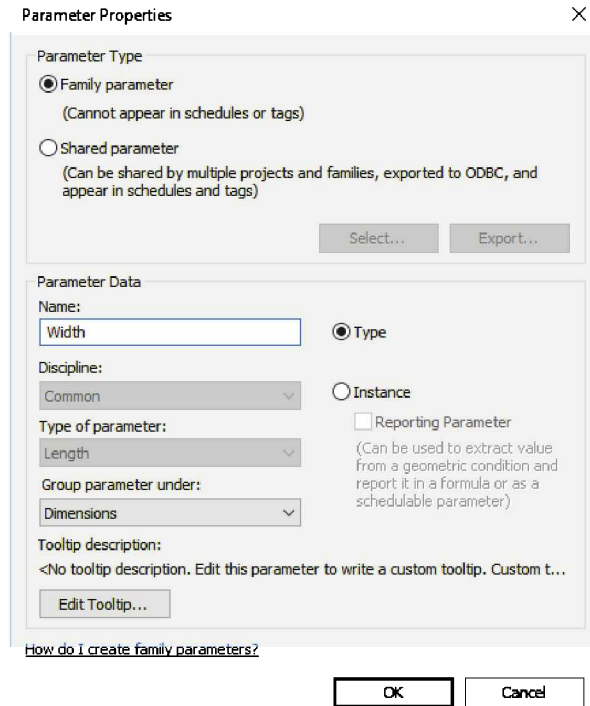 Parameter Properties
Parameter Type
Family parameter
(Cannot appear in schedules or tags)
Shared parameter
(Can be shared by multiple projects and families, exported to ODBC, and
appear in schedules and tags)
Select...
Export...
Parameter Data
Name:
Width
Type
Discipline:
Common
Instance
Reporting Parameter
Type of parameter:
Length
(Can be used to extract value
from a geometric condition and
report it in a formula or as a
schedulable parameter)
Group parameter under:
Dimensions
Tooltip description:
<No tooltip description. Edit this parameter to write a custom tooltip. Custom t...
Edit Tooltip...
How do I create family parameters?
OK
Cancel